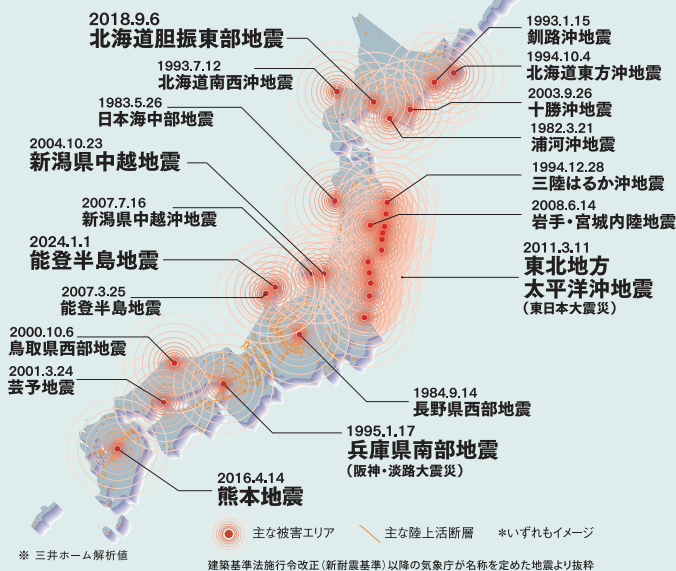 2018.9.6
北海道胆振東部地震
1993.7.12
北海道南西沖地震
1983.5.26
日本海中部地震
2004.10.23
新潟県中越地震
2007.7.16
新潟県中越沖地震
2024.1.1
能登半島地震
2007.3.25
能登半島地震
2000.10.6
鳥取県西部地震
2001.3.24
芸予地震
1993.1.15
釧路沖地震
1994.10.4
北海道東方沖地震
2003.9.26
十勝沖地震
1982.3.21
浦河沖地震
1994.12.28
三陸はるか沖地震
2008.6.14
岩手・宮城内陸地震
2011.3.11
東北地方
太平洋沖地震
(東日本大震災)
1984.9.14
長野県西部地震
1995.1.17
兵庫県南部地震
(阪神・淡路大震災)
2016.4.14
熊本地震
主な被害エリア 主な陸上活断層 *いずれもイメージ
※ 三井ホーム解析値
建築基準法施行令改正(新耐震基準)以降の気象庁が名称を定めた地震より抜粋